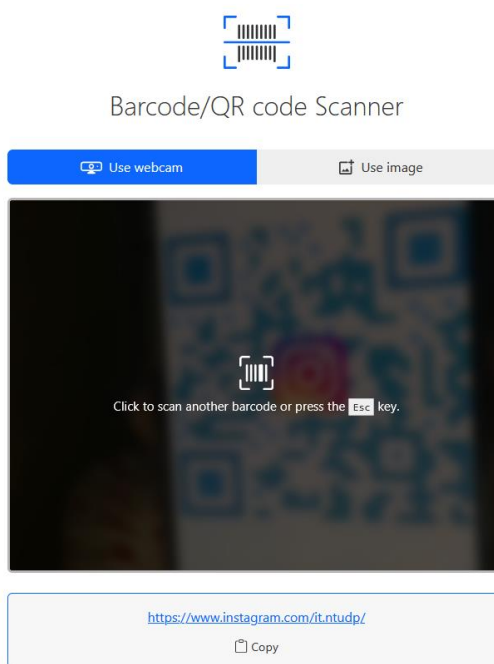 Barcode/QR code Scanner
Use webcam
Use image
Click to scan another barcode or press the Esc key.
https://www.instagram.com/it.ntudp/
Copy